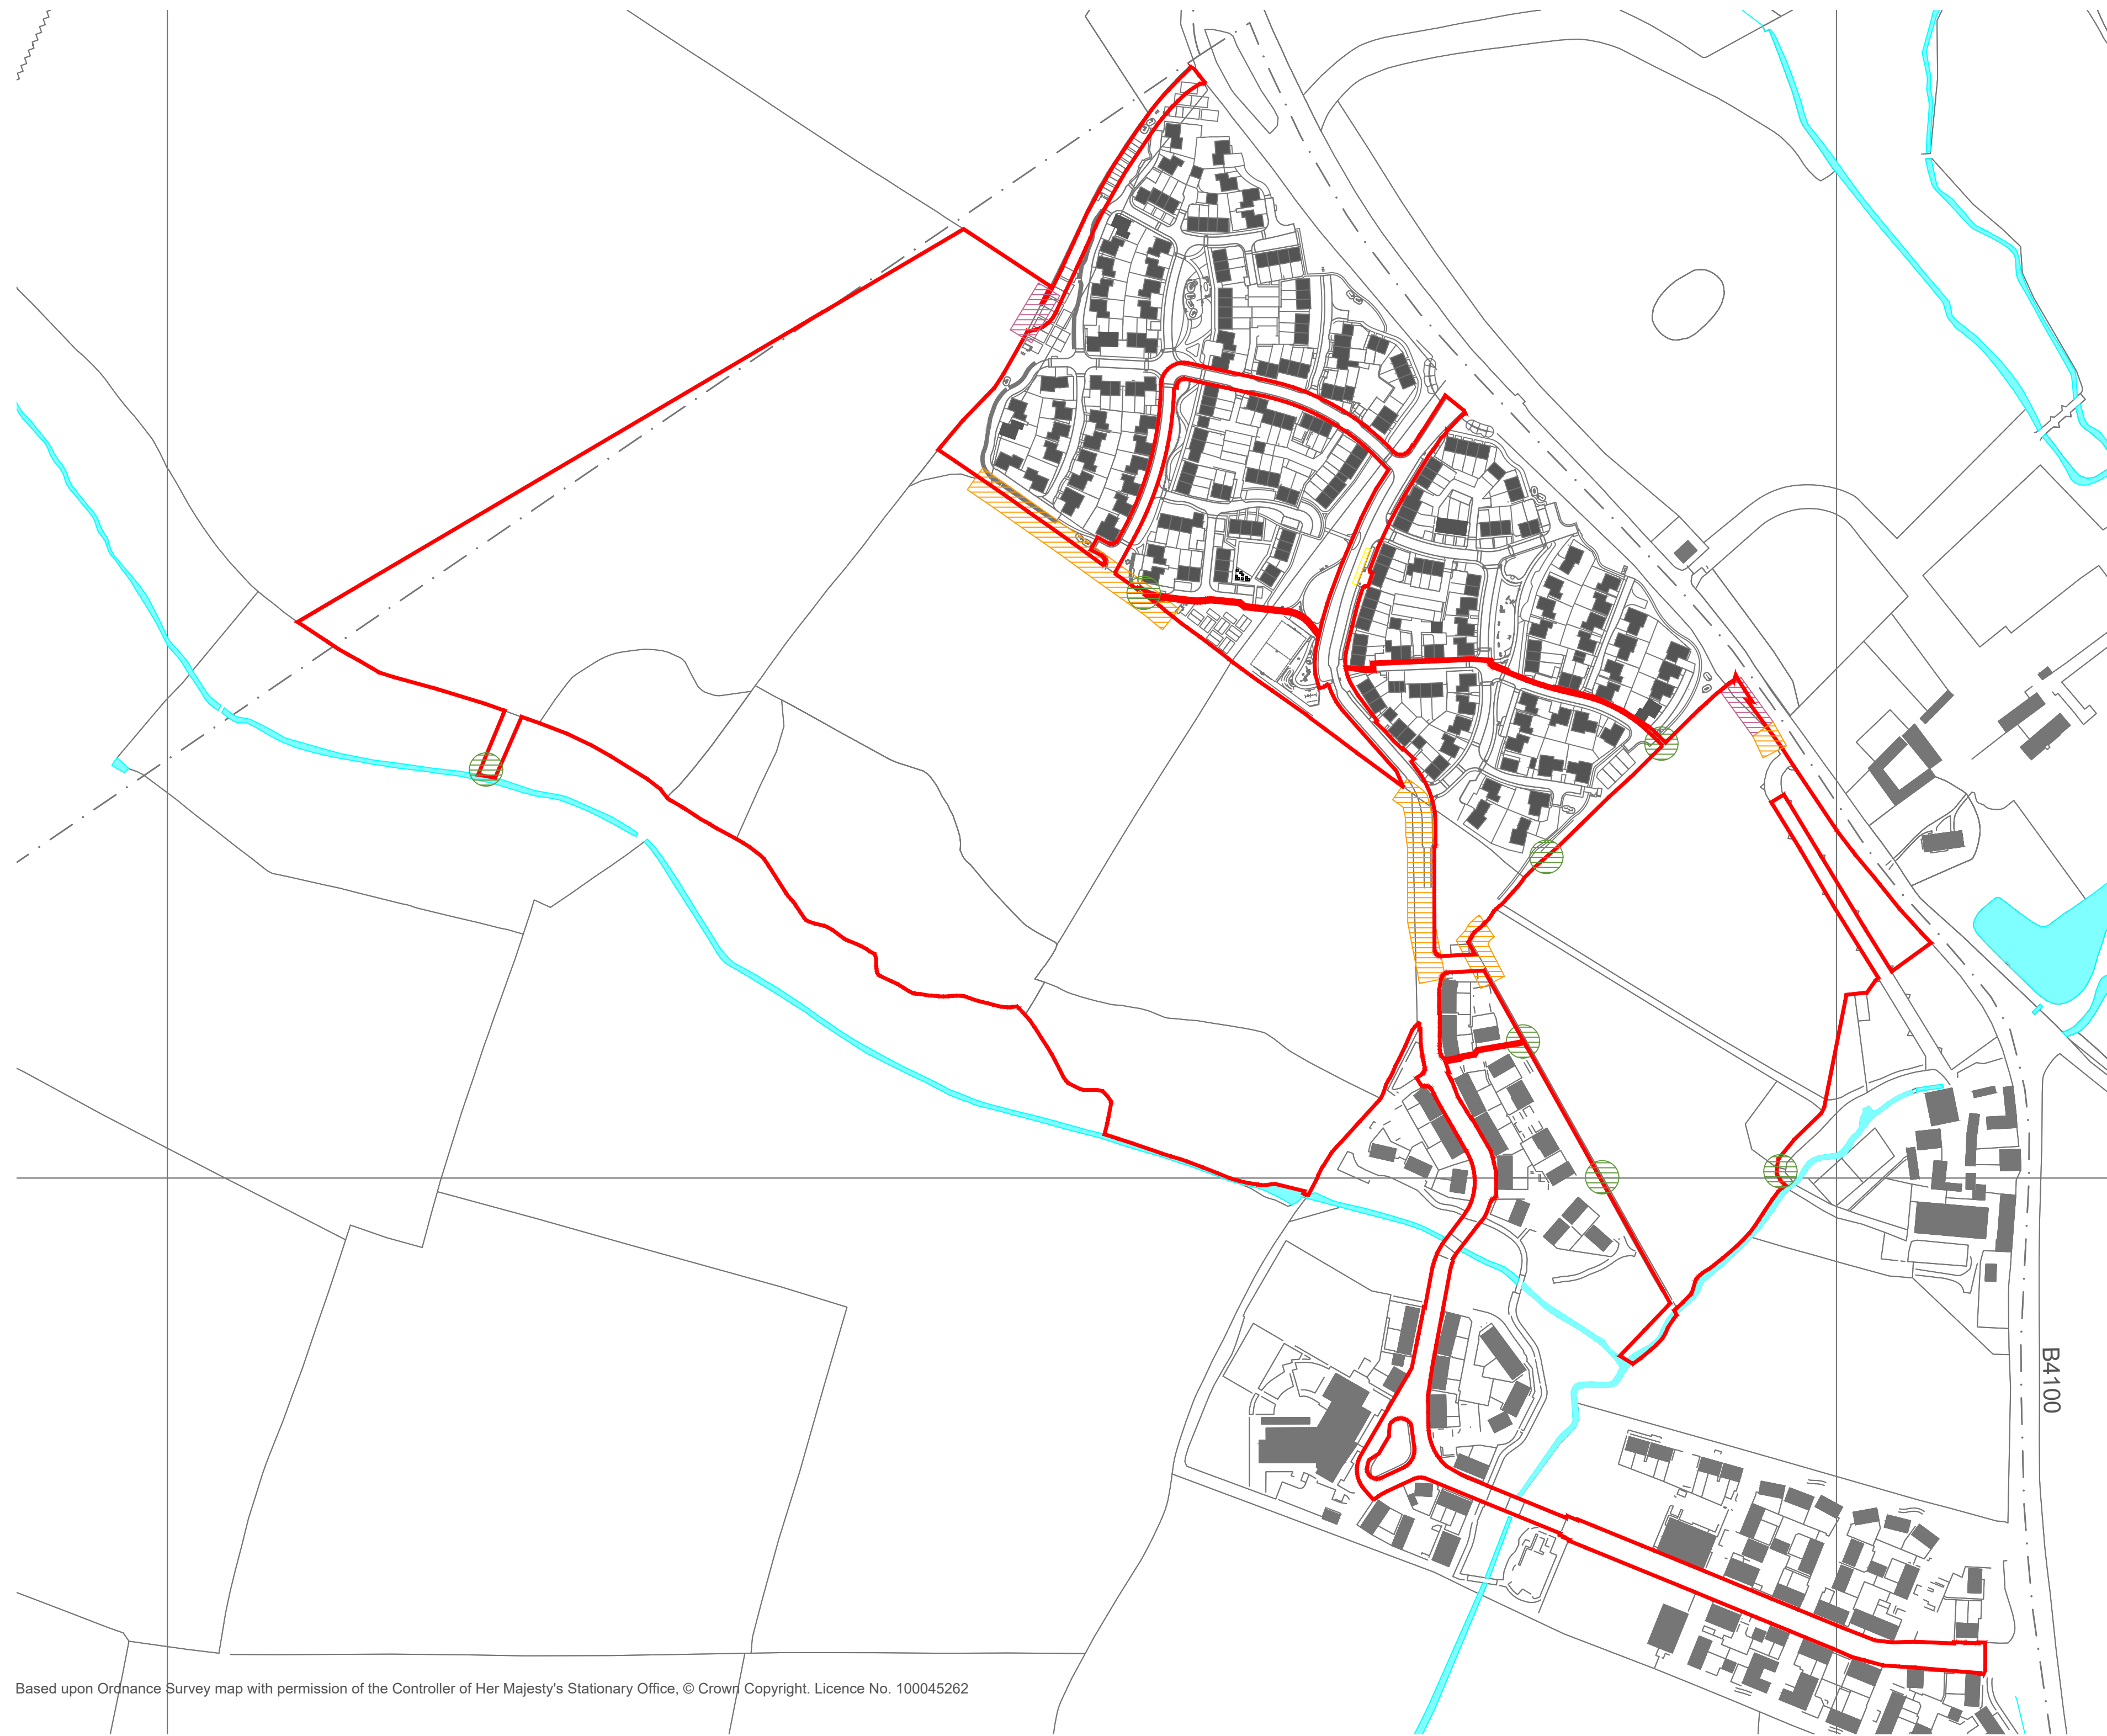 B4100
Based upon Ordnance Survey map with permission of the Controller of Her Majesty's Stationary Office, © Crown Copyright. Licence No. 100045262